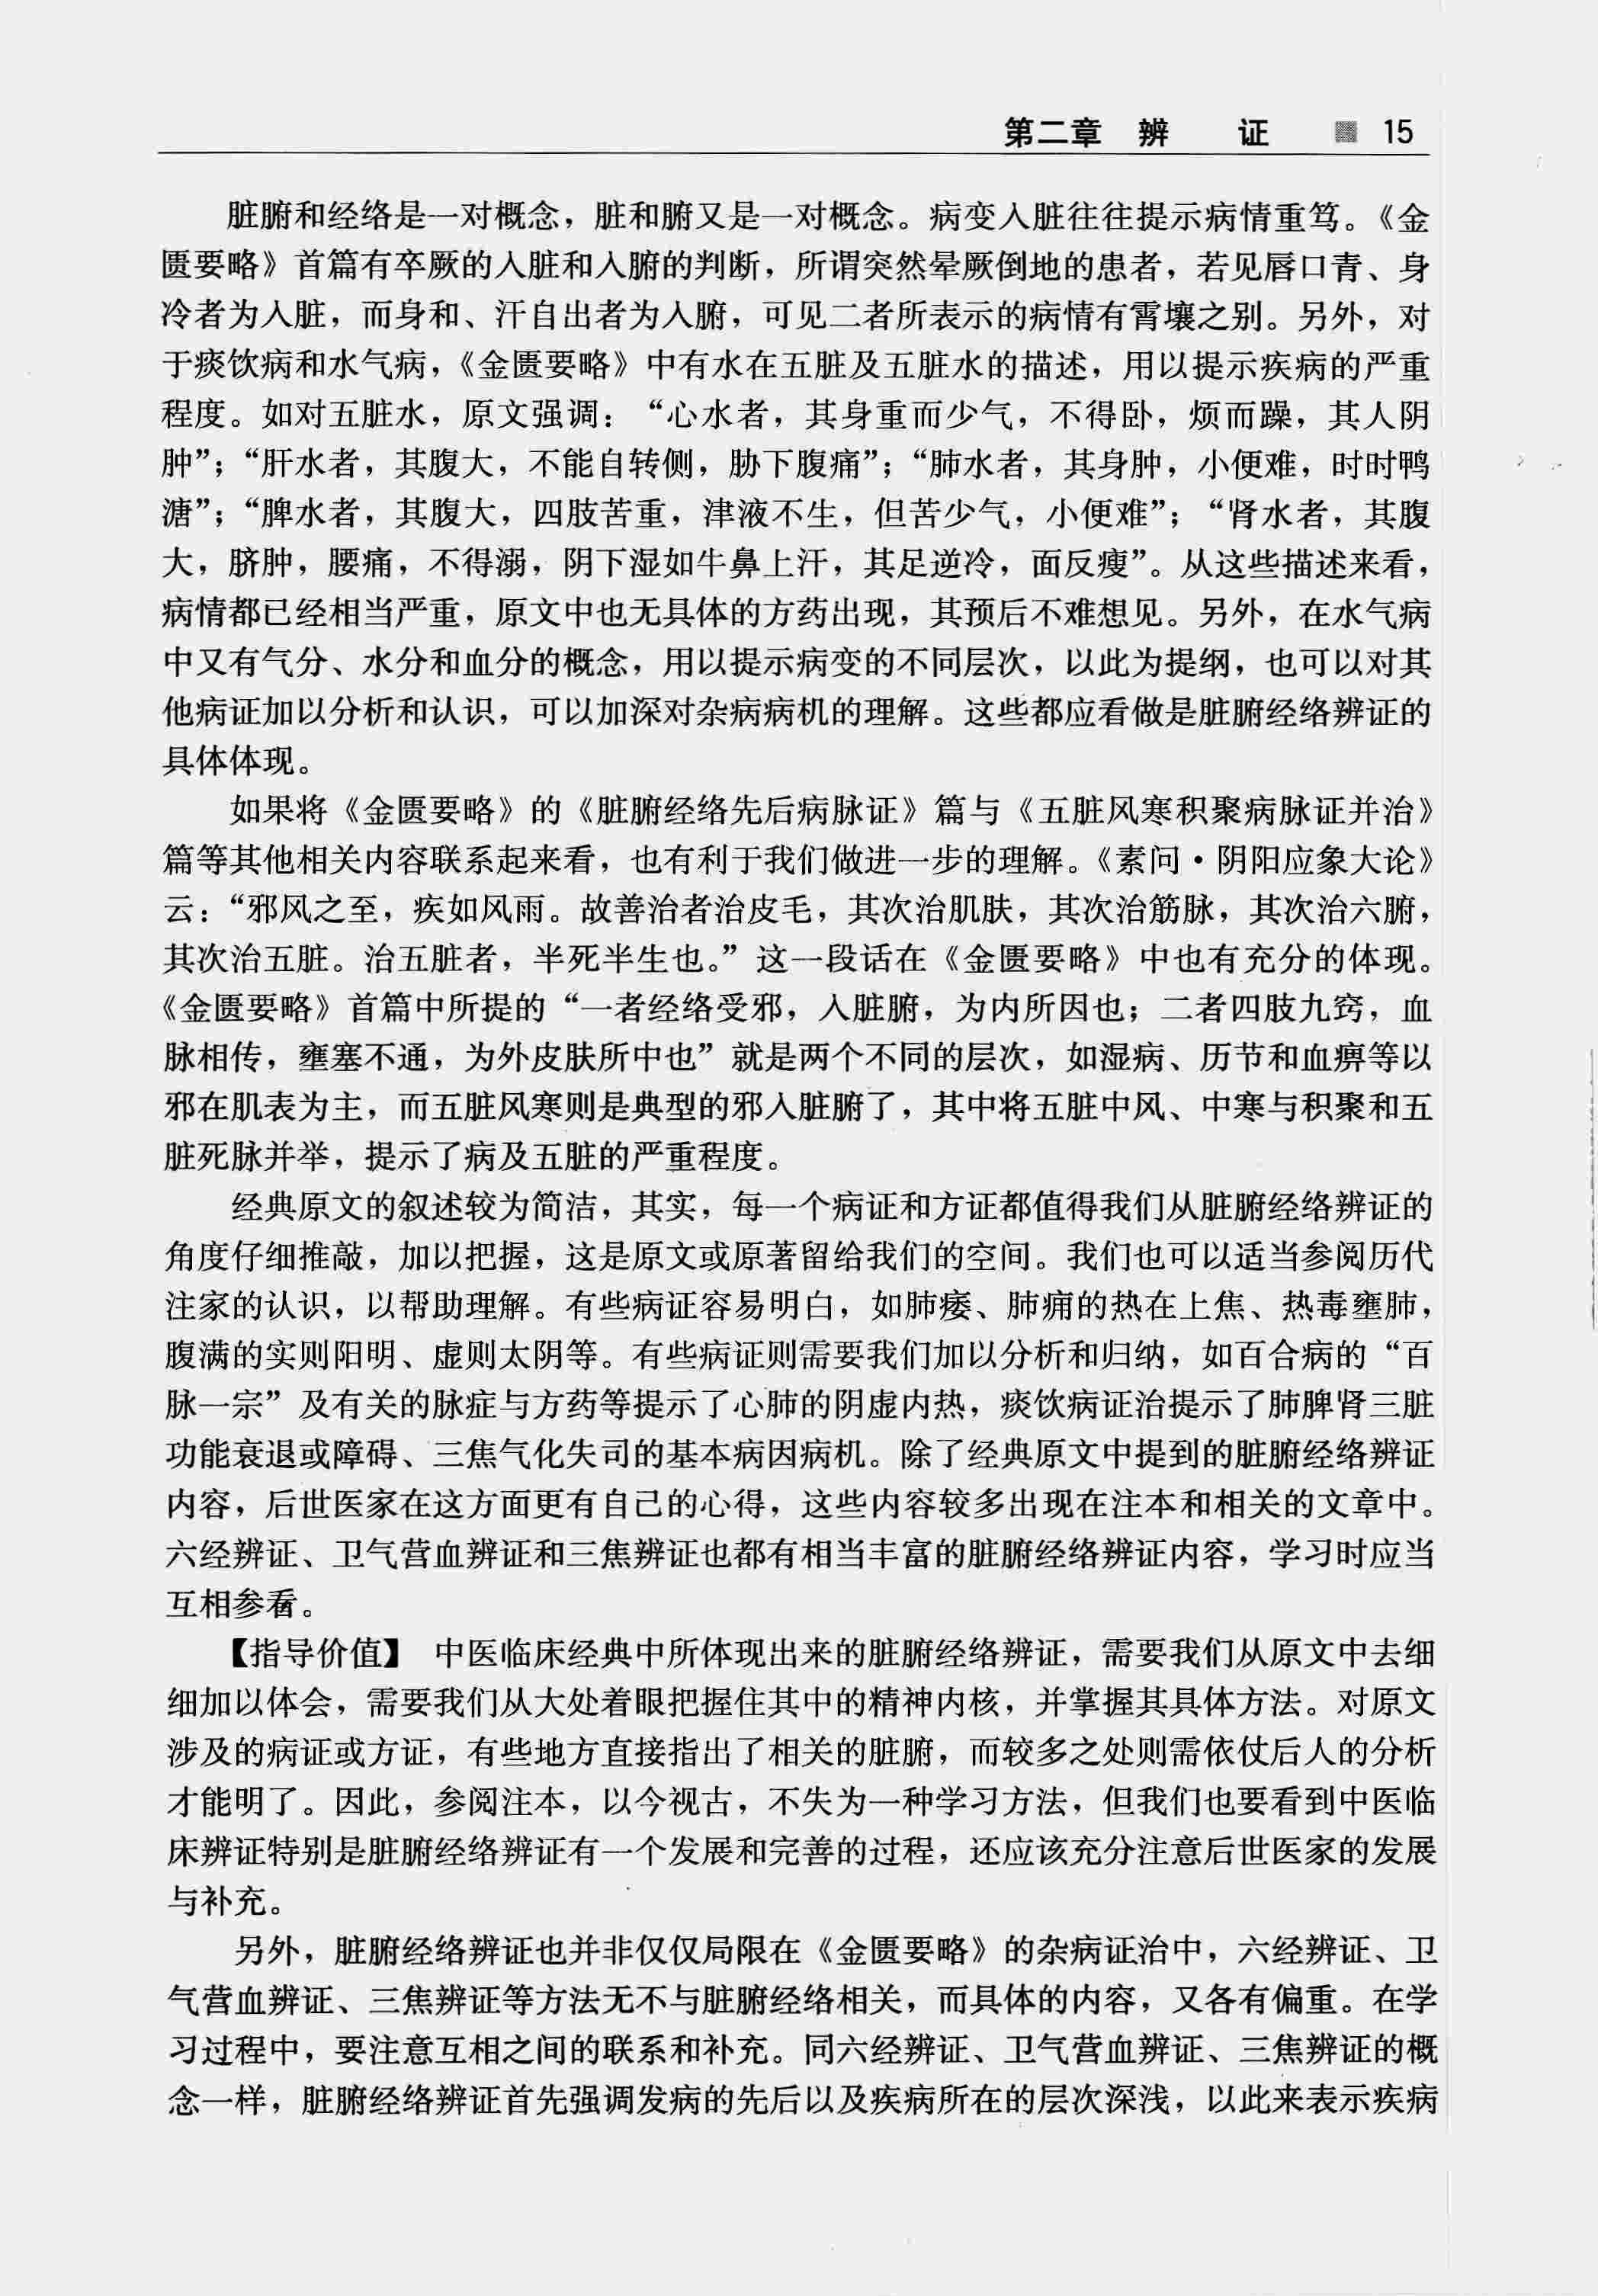 第二章 辨 证 15
脏腑和经络是一对概念，脏和腑又是一对概念。病变入脏往往提示病情重笃。《金
匮要略》首篇有卒厥的入脏和入腑的判断，所谓突然晕厥倒地的患者，若见唇口青、身
冷者为入脏，而身和、汗自出者为入腑，可见二者所表示的病情有霄壤之别。另外，对
于痰饮病和水气病，《金匮要略》中有水在五脏及五脏水的描述，用以提示疾病的严重
程度。如对五脏水，原文强调：“心水者，其身重而少气，不得卧，烦而躁，其人阴
肿”；“肝水者，其腹大，不能自转侧，胁下腹痛”；“肺水者，其身肿，小便难，时时鸭
溏”；“脾水者，其腹大，四肢苦重，津液不生，但苦少气，小便难”；“肾水者，其腹
大，脐肿，腰痛，不得溺，阴下湿如牛鼻上汗，其足逆冷，面反瘦”。从这些描述来看，
病情都已经相当严重，原文中也无具体的方药出现，其预后不难想见。另外，在水气病
中又有气分、水分和血分的概念，用以提示病变的不同层次，以此为提纲，也可以对其
他病证加以分析和认识，可以加深对杂病病机的理解。这些都应看做是脏腑经络辨证的
具体体现。
如果将《金匮要略》的《脏腑经络先后病脉证》篇与《五脏风寒积聚病脉证并治》
篇等其他相关内容联系起来看，也有利于我们做进一步的理解。《素问·阴阳应象大论》
云：“邪风之至，疾如风雨。故善治者治皮毛，其次治肌肤，其次治筋脉，其次治六腑，
其次治五脏。治五脏者，半死半生也。”这一段话在《金匮要略》中也有充分的体现。
《金匮要略》首篇中所提的“一者经络受邪，入脏腑，为内所因也；二者四肢九窍，血
脉相传，壅塞不通，为外皮肤所中也”就是两个不同的层次，如湿病、历节和血痹等以
邪在肌表为主，而五脏风寒则是典型的邪入脏腑了，其中将五脏中风、中寒与积聚和五
脏死脉并举，提示了病及五脏的严重程度。
经典原文的叙述较为简洁，其实，每一个病证和方证都值得我们从脏腑经络辨证的
角度仔细推敲，加以把握，这是原文或原著留给我们的空间。我们也可以适当参阅历代
注家的认识，以帮助理解。有些病证容易明白，如肺痿、肺痈的热在上焦、热毒壅肺，
腹满的实则阳明、虚则太阴等。有些病证则需要我们加以分析和归纳，如百合病的“百
脉一宗”及有关的脉症与方药等提示了心肺的阴虚内热，痰饮病证治提示了肺脾肾三脏
功能衰退或障碍、三焦气化失司的基本病因病机。除了经典原文中提到的脏腑经络辨证
内容，后世医家在这方面更有自己的心得，这些内容较多出现在注本和相关的文章中。
六经辨证、卫气营血辨证和三焦辨证也都有相当丰富的脏腑经络辨证内容，学习时应当
互相参看。
【指导价值】 中医临床经典中所体现出来的脏腑经络辨证，需要我们从原文中去细
细加以体会，需要我们从大处着眼把握住其中的精神内核，并掌握其具体方法。对原文
涉及的病证或方证，有些地方直接指出了相关的脏腑，而较多之处则需依仗后人的分析
才能明了。因此，参阅注本，以今视古，不失为一种学习方法，但我们也要看到中医临
床辨证特别是脏腑经络辨证有一个发展和完善的过程，还应该充分注意后世医家的发展
与补充。
另外，脏腑经络辨证也并非仅仅局限在《金匮要略》的杂病证治中，六经辨证、卫
气营血辨证、三焦辨证等方法无不与脏腑经络相关，而具体的内容，又各有偏重。在学
习过程中，要注意互相之间的联系和补充。同六经辨证、卫气营血辨证、三焦辨证的概
念一样，脏腑经络辨证首先强调发病的先后以及疾病所在的层次深浅，以此来表示疾病